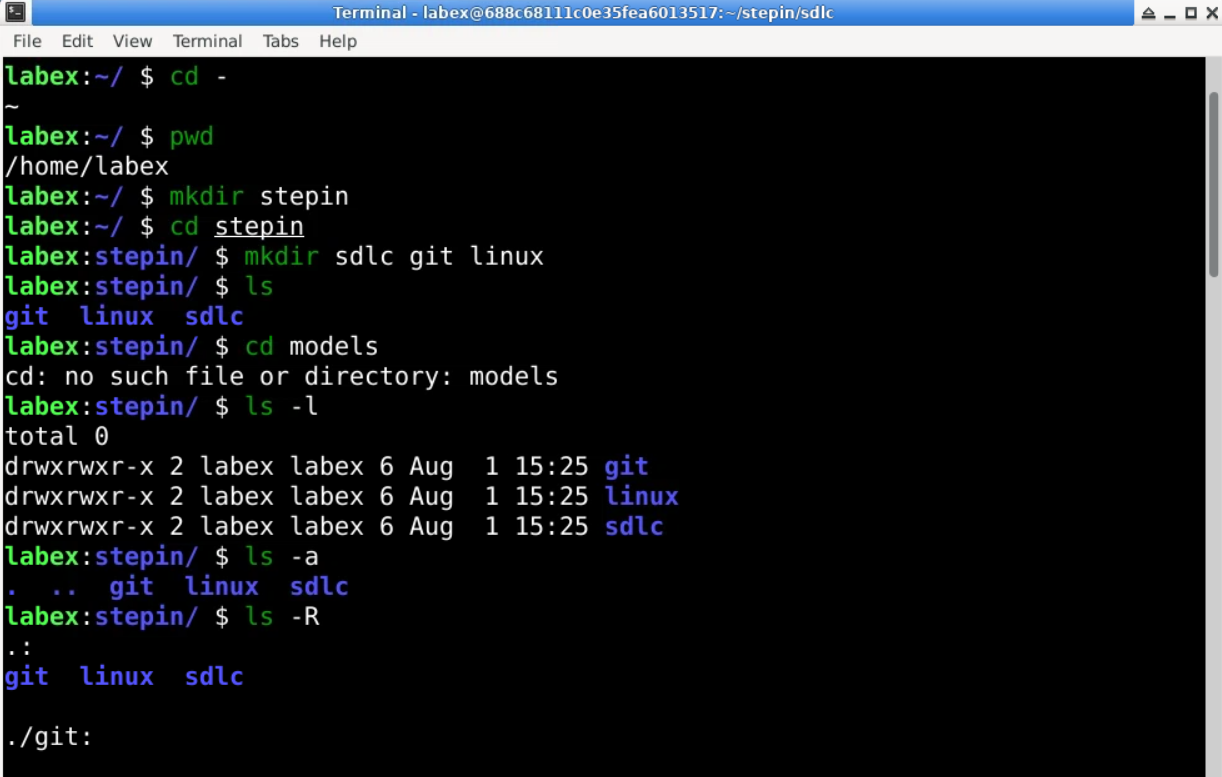 Terminal - labex@688c68111c0e35fea6013517:~/stepin/sdlc
File Edit View Terminal Tabs Help
labex:~/ $ cd -
~
labex:~/ $ pwd
/home/labex
labex:~/ $ mkdir stepin
labex:~/ $ cd stepin
labex:stepin/ $ mkdir sdlc git linux
labex:stepin/ $ ls
git  linux  sdlc
labex:stepin/ $ cd models
cd: no such file or directory: models
labex:stepin/ $ ls -l
total 0
drwxrwxr-x 2 labex labex 6 Aug  1 15:25 git
drwxrwxr-x 2 labex labex 6 Aug  1 15:25 linux
drwxrwxr-x 2 labex labex 6 Aug  1 15:25 sdlc
labex:stepin/ $ ls -a
.  ..  git  linux  sdlc
labex:stepin/ $ ls -R
.:
git  linux  sdlc
./git: